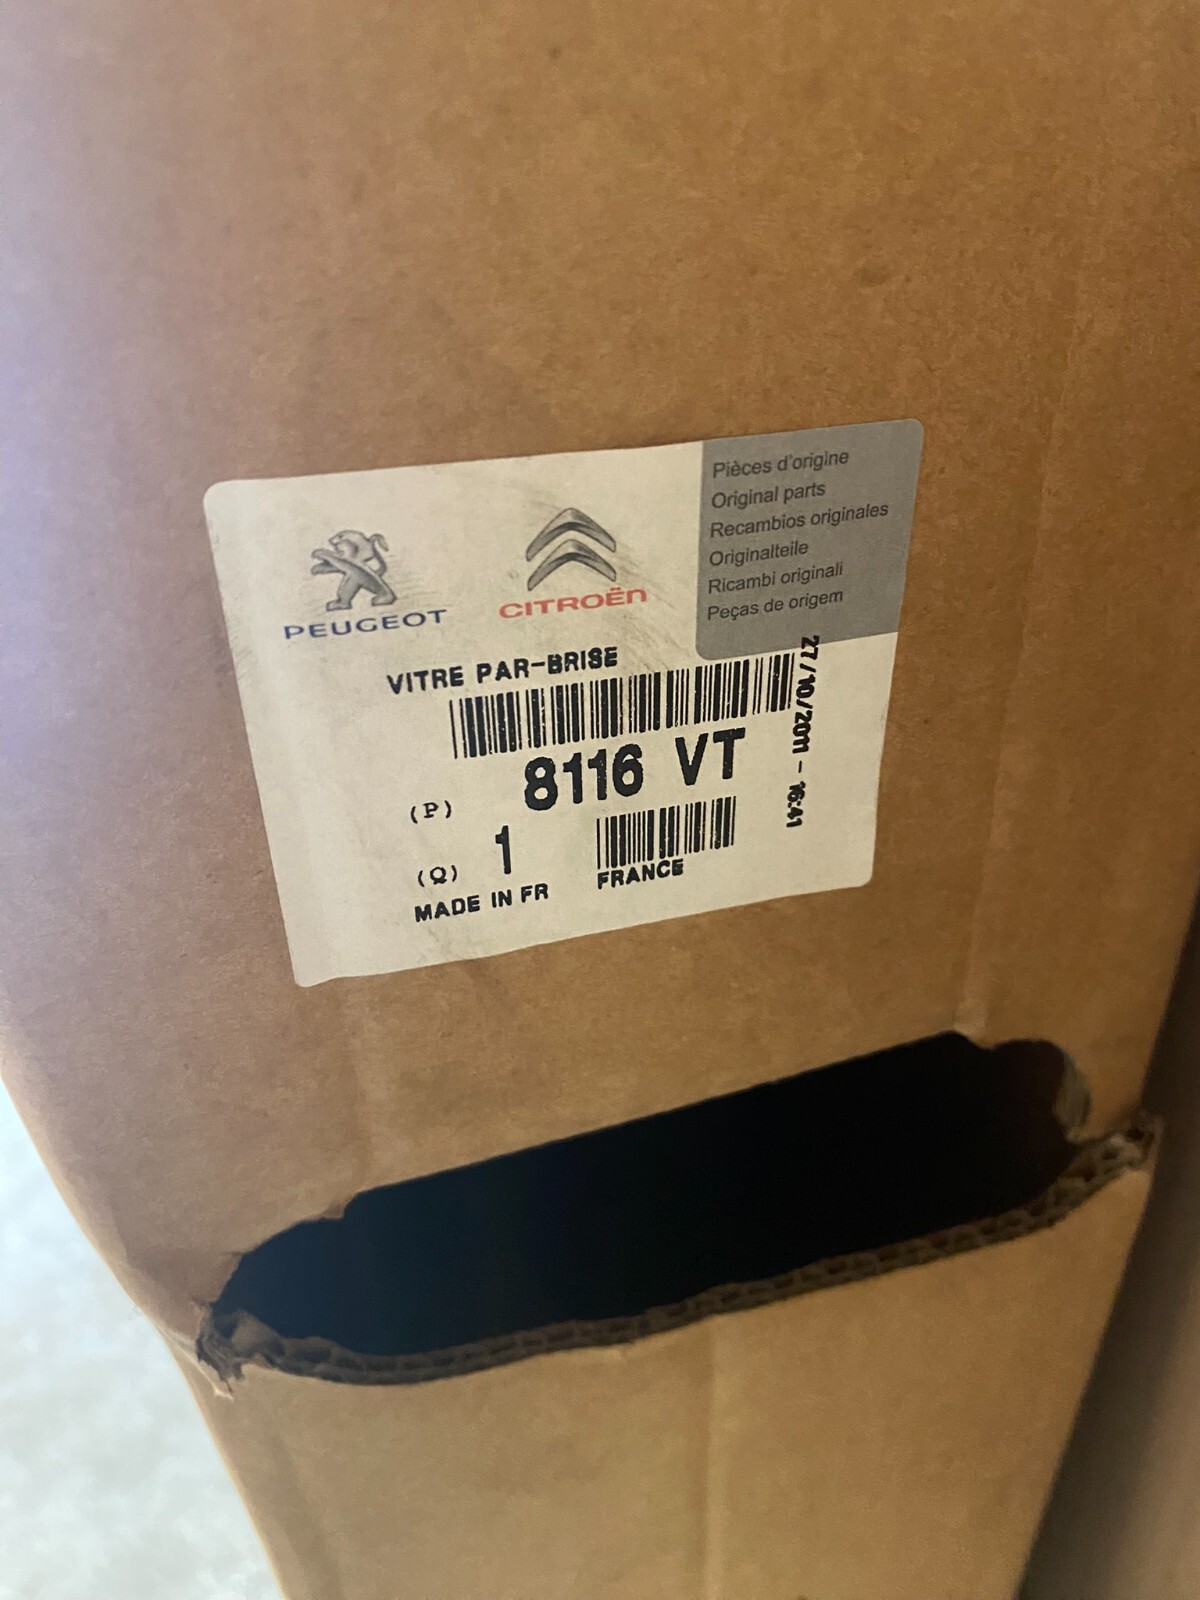 PEUGEOT
CITROËN
Pièces d'origine
Original parts
Recambios originales
Originalteile
Ricambi originali
Peças de origem
VITRE PAR-BRISE
27/10/2011 - 16:41
(P) 8116 VT
(Q) 1
MADE IN FR
FRANCE